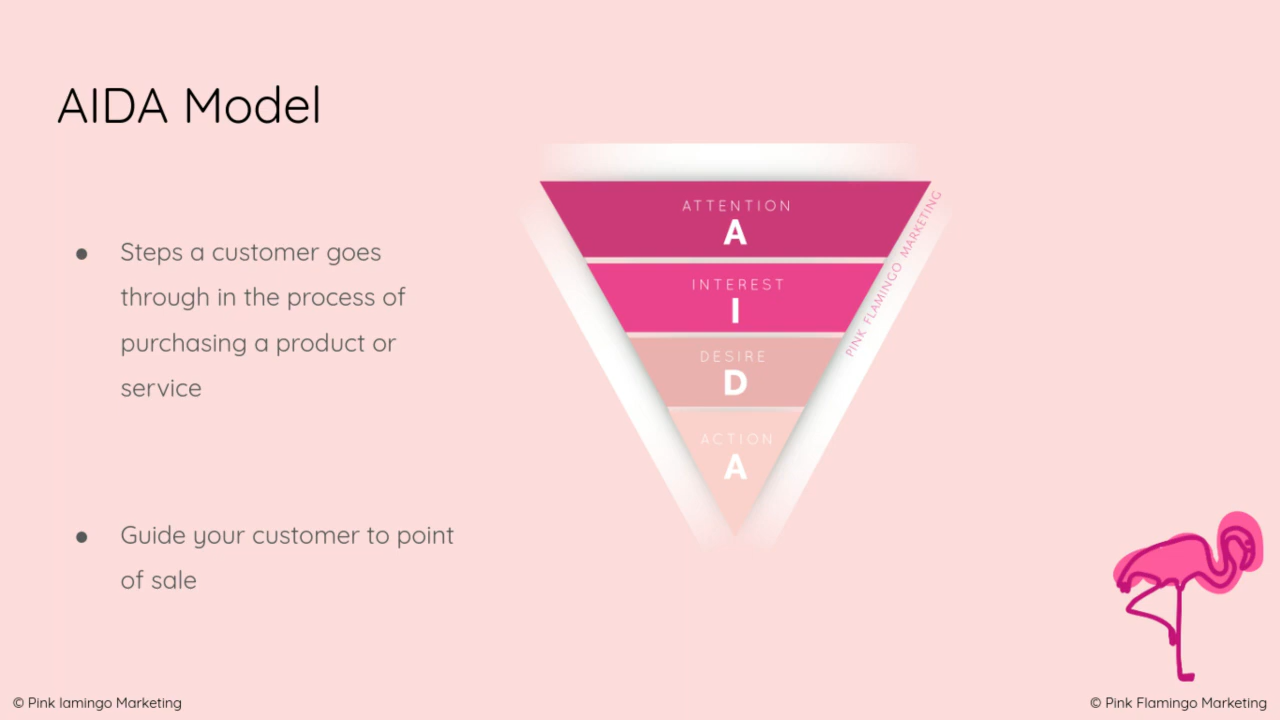 AIDA Model
● Steps a customer goes
through in the process of
purchasing a product or
service
● Guide your customer to point
of sale
ATTENTION
A
INTEREST
I
DESIRE
D
ACTION
A
PINK FLAMINGO MARKETING
© Pink lamingo Marketing
© Pink Flamingo Marketing